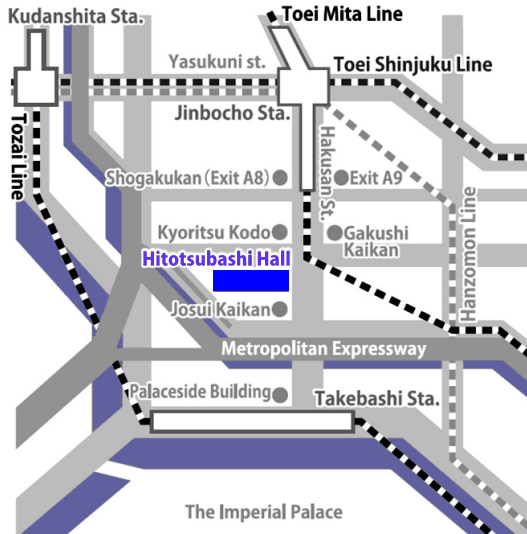 Kudanshita Sta.
Toei Mita Line
Yasukuni st.
Toei Shinjuku Line
Jinbocho Sta.
Tozai Line
Hakusan St.
Shogakukan (Exit A8)
Exit A9
Kyoritsu Kodo
Gakushi
Kaikan
Hitotsubashi Hall
Hanzomon Line
Josui Kaikan
Metropolitan Expressway
Palaceside Building
Takebashi Sta.
The Imperial Palace